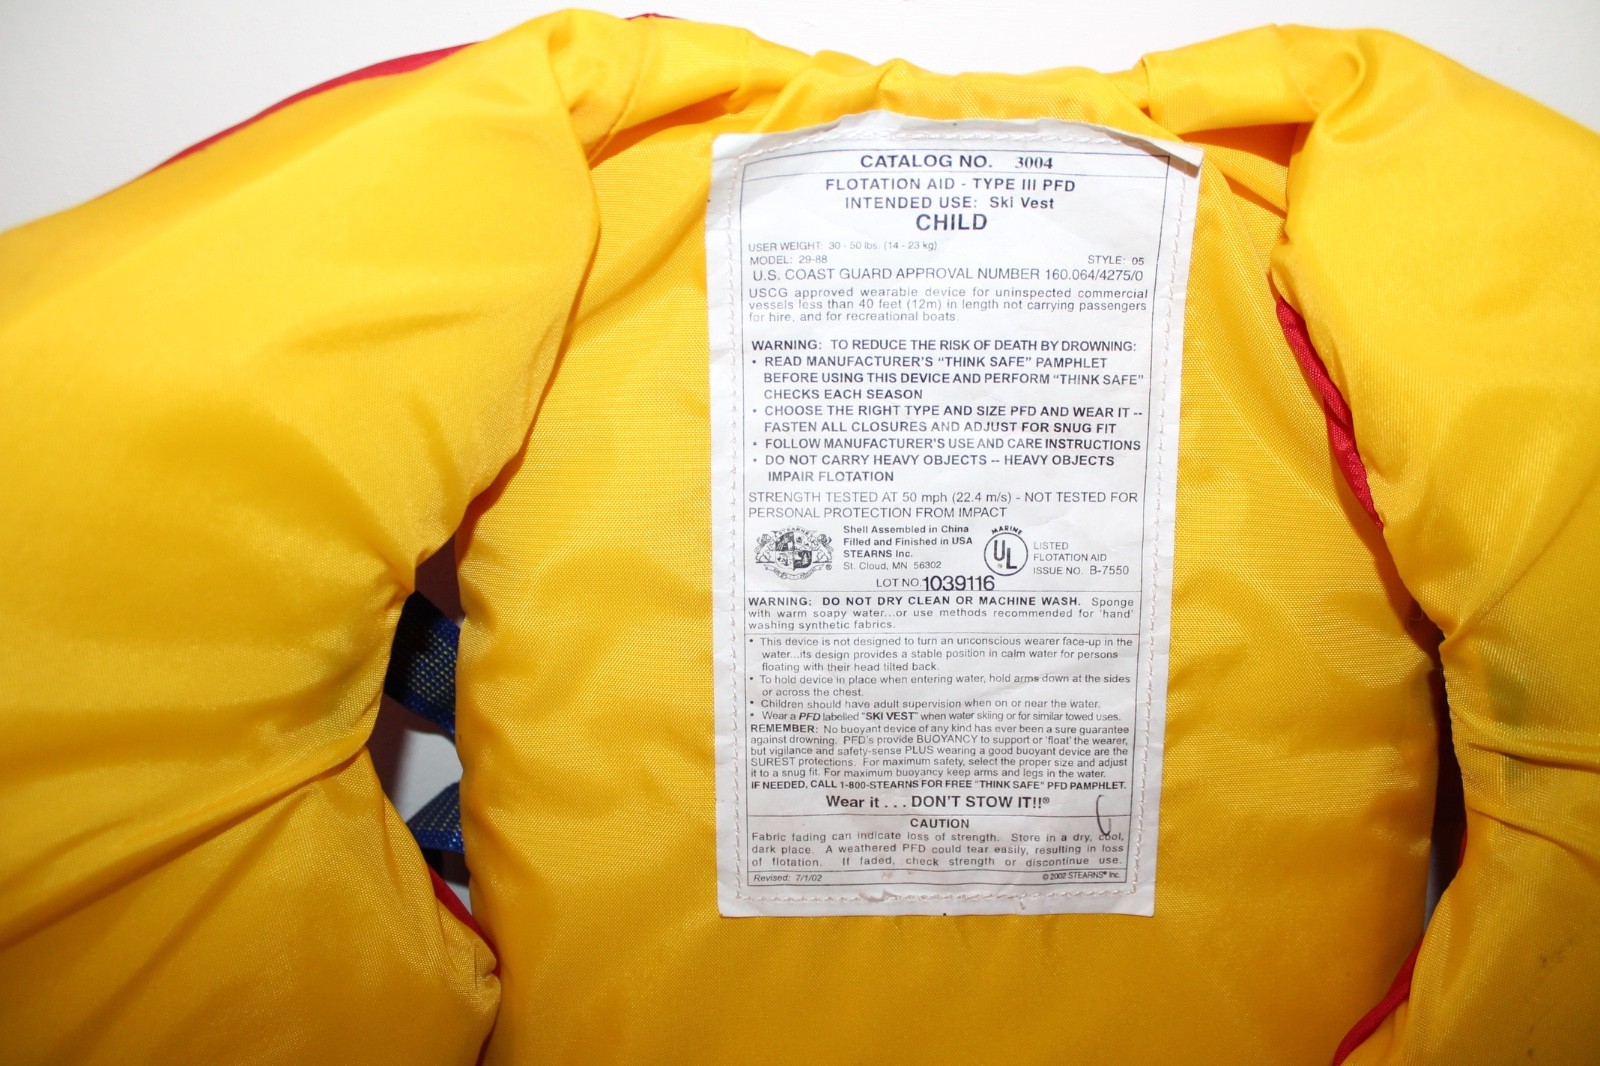 CATALOG NO. 3004
FLOTATION AID - TYPE III PFD
INTENDED USE: Ski Vest
CHILD
USER WEIGHT: 30 - 50 lbs. (14 - 23 kg)
MODEL: 29-88 STYLE: 05
U.S. COAST GUARD APPROVAL NUMBER 160.064/4275/0
USCG approved wearable device for uninspected commercial
vessels less than 40 feet (12m) in length not carrying passengers
for hire, and for recreational boats.
WARNING: TO REDUCE THE RISK OF DEATH BY DROWNING:
• READ MANUFACTURER'S "THINK SAFE" PAMPHLET
BEFORE USING THIS DEVICE AND PERFORM "THINK SAFE"
CHECKS EACH SEASON
• CHOOSE THE RIGHT TYPE AND SIZE PFD AND WEAR IT --
FASTEN ALL CLOSURES AND ADJUST FOR SNUG FIT
• FOLLOW MANUFACTURER'S USE AND CARE INSTRUCTIONS
• DO NOT CARRY HEAVY OBJECTS -- HEAVY OBJECTS
IMPAIR FLOTATION
STRENGTH TESTED AT 50 mph (22.4 m/s) - NOT TESTED FOR
PERSONAL PROTECTION FROM IMPACT
Shell Assembled in China
Filled and Finished in USA
STEARNS Inc.
St. Cloud, MN 56302
MARINE
UL
®
LISTED
FLOTATION AID
ISSUE NO. B-7550
LOT NO. 1039116
WARNING: DO NOT DRY CLEAN OR MACHINE WASH. Sponge
with warm soapy water...or use methods recommended for 'hand'
washing synthetic fabrics.
• This device is not designed to turn an unconscious wearer face-up in the
water...its design provides a stable position in calm water for persons
floating with their head tilted back.
• To hold device in place when entering water, hold arms down at the sides
or across the chest.
• Children should have adult supervision when on or near the water.
• Wear a PFD labelled "SKI VEST" when water skiing or for similar towed uses.
REMEMBER: No buoyant device of any kind has ever been a sure guarantee
against drowning. PFD's provide BUOYANCY to support or 'float' the wearer,
but vigilance and safety-sense PLUS wearing a good buoyant device are the
SUREST protections. For maximum safety, select the proper size and adjust
it to a snug fit. For maximum buoyancy keep arms and legs in the water.
IF NEEDED, CALL 1-800-STEARNS FOR FREE "THINK SAFE" PFD PAMPHLET.
Wear it . . . DON'T STOW IT!!®
CAUTION
Fabric fading can indicate loss of strength. Store in a dry, cool,
dark place. A weathered PFD could tear easily, resulting in loss
of flotation. If faded, check strength or discontinue use.
Revised: 7/1/02 © 2002 STEARNS® Inc.